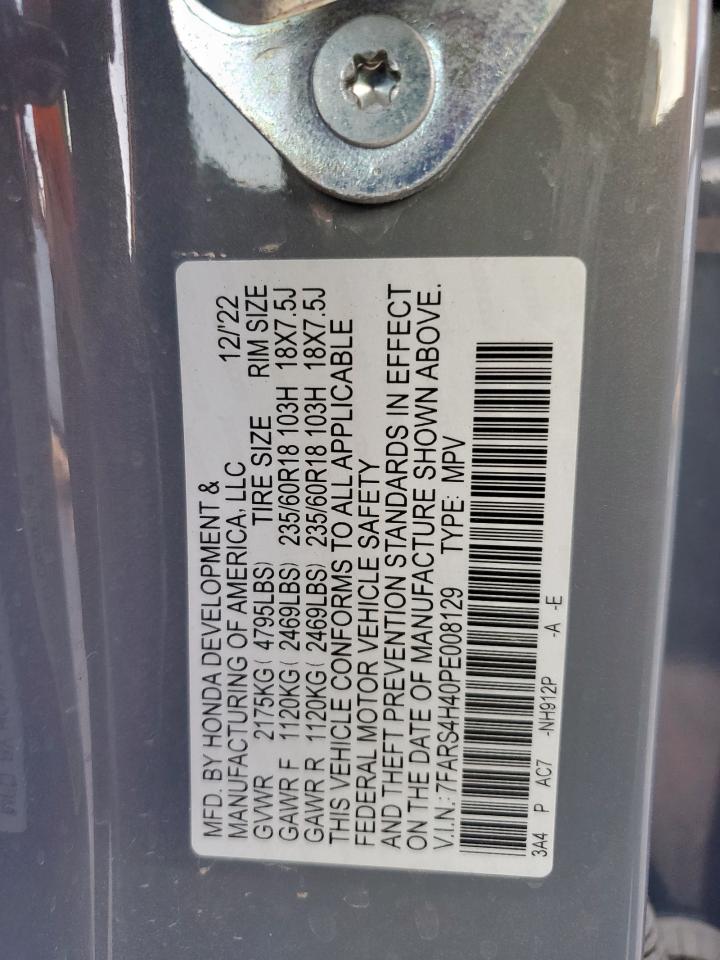 MFD. BY HONDA DEVELOPMENT & 12/'22
MANUFACTURING OF AMERICA, LLC
GVWR 2175KG( 4795LBS) TIRE SIZE RIM SIZE
GAWR F 1120KG( 2469LBS) 235/60R18 103H 18X7.5J
GAWR R 1120KG( 2469LBS) 235/60R18 103H 18X7.5J
THIS VEHICLE CONFORMS TO ALL APPLICABLE
FEDERAL MOTOR VEHICLE SAFETY
AND THEFT PREVENTION STANDARDS IN EFFECT
ON THE DATE OF MANUFACTURE SHOWN ABOVE.
V.I.N.: 7FARS4H40PE008129 TYPE: MPV
3A4 P AC7 -NH912P -A -E